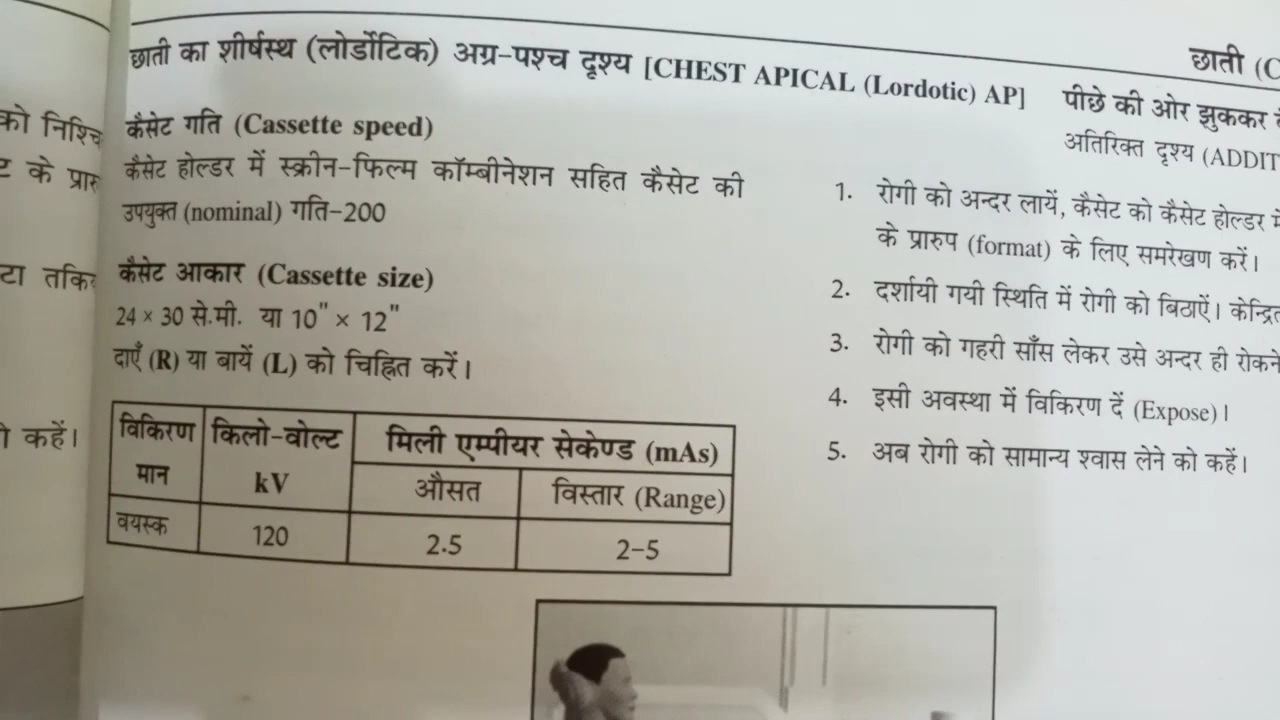 छाती का शीर्षस्थ (लोर्डोटिक) अग्र-पश्च दृश्य [CHEST APICAL (Lordotic) AP]
कैसेट गति (Cassette speed)
कैसेट होल्डर में स्क्रीन-फिल्म कॉम्बीनेशन सहित कैसेट की
उपयुक्त (nominal) गति-200
कैसेट आकार (Cassette size)
24 × 30 से.मी. या 10" × 12"
दाएँ (R) या बायें (L) को चिह्नित करें।
विकिरण किलो-वोल्ट मिली एम्पीयर सेकेण्ड (mAs)
मान kV औसत विस्तार (Range)
वयस्क 120 2.5 2-5
छाती
पीछे की ओर झुककर
अतिरिक्त दृश्य
1. रोगी को अन्दर लायें, कैसेट को कैसेट होल्डर
के प्रारुप (format) के लिए समरेखण करें।
2. दर्शायी गयी स्थिति में रोगी को बिठाऐं।
3. रोगी को गहरी साँस लेकर उसे अन्दर ही
4. इसी अवस्था में विकिरण दें (Expose)।
5. अब रोगी को सामान्य श्वास लेने को कहें।
को
के
कहें।